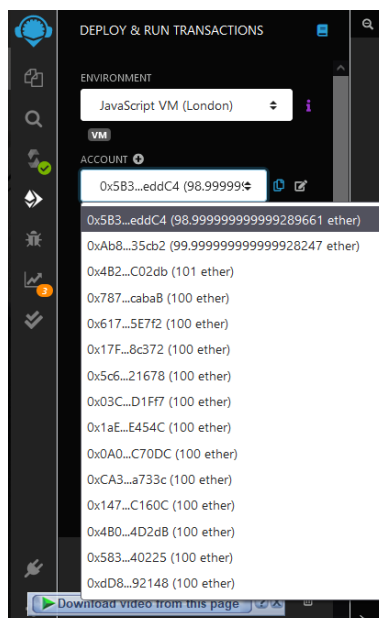 DEPLOY & RUN TRANSACTIONS
ENVIRONMENT
JavaScript VM (London)
i
VM
ACCOUNT
0x5B3...eddC4 (98.99999
0x5B3...eddC4 (98.999999999999289661 ether)
0xAb8...35cb2 (99.999999999999928247 ether)
0x4B2...C02db (101 ether)
0x787...cabaB (100 ether)
0x617...5E7f2 (100 ether)
0x17F...8c372 (100 ether)
0x5c6...21678 (100 ether)
0x03C...D1Ff7 (100 ether)
0x1aE...E454C (100 ether)
0x0A0...C70DC (100 ether)
0xCA3...a733c (100 ether)
0x147...C160C (100 ether)
0x4B0...4D2dB (100 ether)
0x583...40225 (100 ether)
0xdD8...92148 (100 ether)
3
Download video from this page ? X